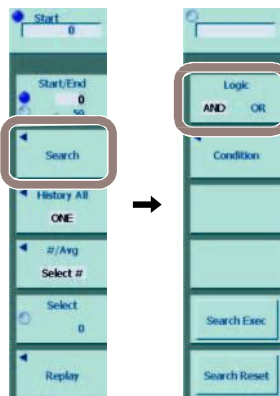 Start
0
Start/End
0
50
Search
History All
ONE
#/Avg
Select #
Select
0
Replay
Logic
AND OR
Condition
Search Exec
Search Reset